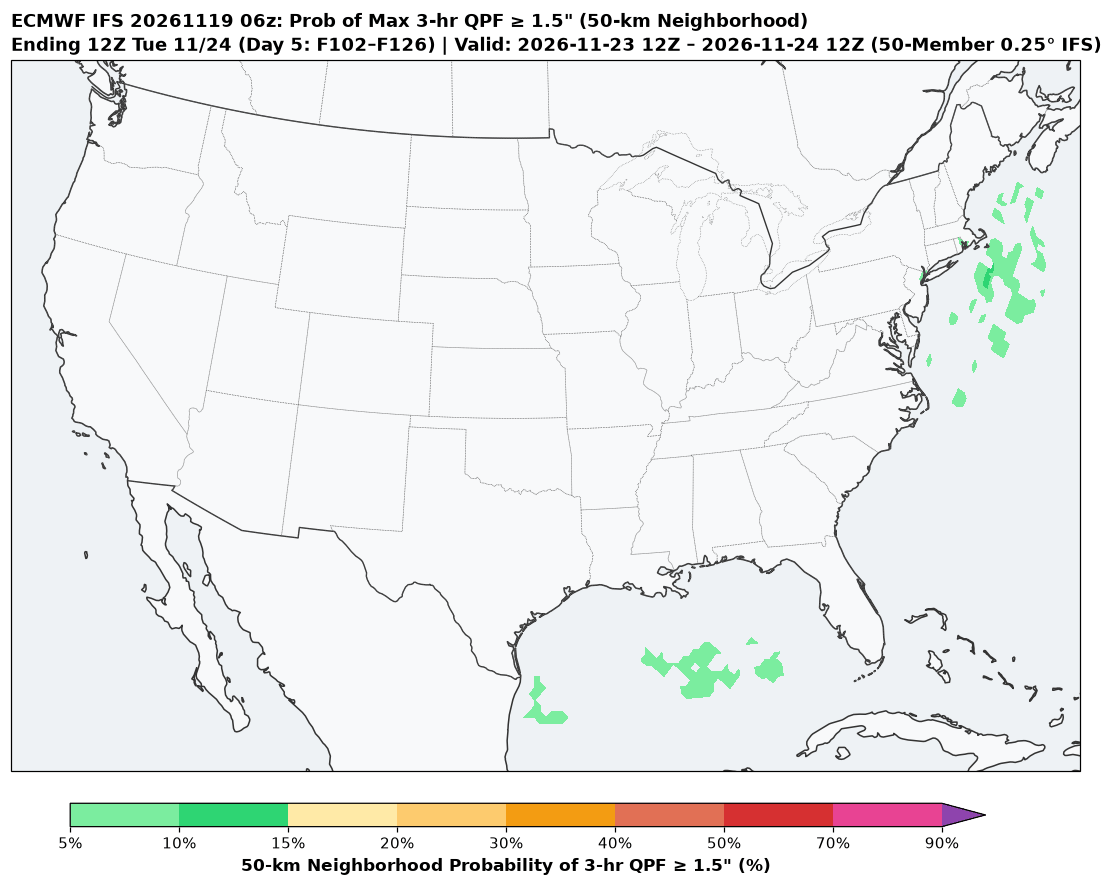 ECMWF IFS 20261119 06z: Prob of Max 3-hr QPF ≥ 1.5" (50-km Neighborhood)
Ending 12Z Tue 11/24 (Day 5: F102–F126) | Valid: 2026-11-23 12Z – 2026-11-24 12Z (50-Member 0.25° IFS)
5% 10% 15% 20% 30% 40% 50% 70% 90%
50-km Neighborhood Probability of 3-hr QPF ≥ 1.5" (%)